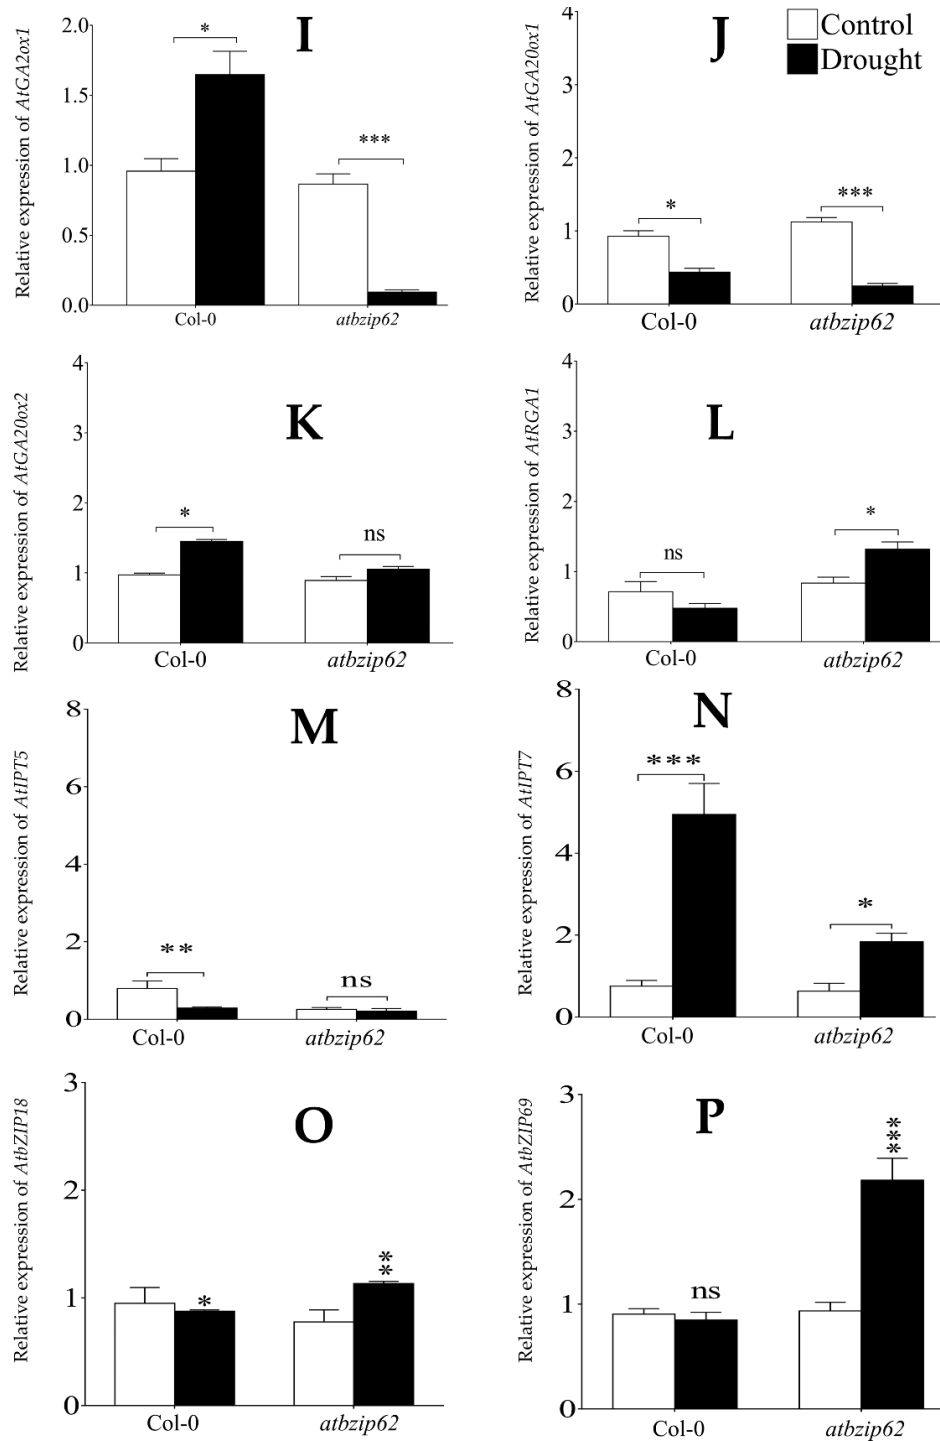 Relative expression of AtGA2ox1
2.0
1.5
1.0
0.5
0.0
I
*
***
Col-0
atbzip62
Relative expression of AtGA20ox1
4
3
2
1
0
J
Control
Drought
*
***
Col-0
atbzip62
Relative expression of AtGA20ox2
4
3
2
1
0
K
*
ns
Col-0
atbzip62
Relative expression of AtRGA1
4
3
2
1
0
L
ns
*
Col-0
atbzip62
Relative expression of AtIPT5
8
6
4
2
0
M
**
ns
Col-0
atbzip62
Relative expression of AtIPT7
8
6
4
2
0
N
***
*
Col-0
atbzip62
Relative expression of AtbZIP18
3
2
1
0
O
*
**
Col-0
atbzip62
Relative expression of AtbZIP69
3
2
1
0
P
ns
***
Col-0
atbzip62